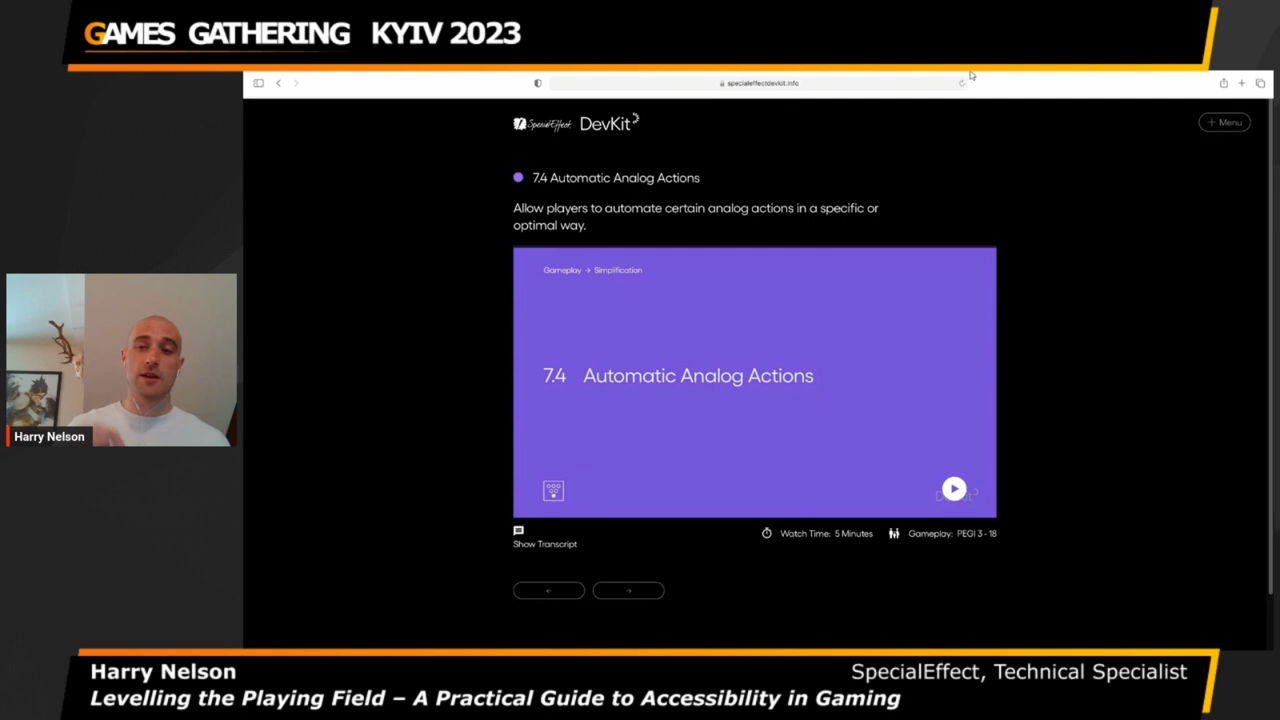 GAMES GATHERING KYIV 2023
specialeffectdevkit.info
SpecialEffect DevKit
+ Menu
7.4 Automatic Analog Actions
Allow players to automate certain analog actions in a specific or
optimal way.
Gameplay → Simplification
7.4 Automatic Analog Actions
Show Transcript
Watch Time: 5 Minutes
Gameplay: PEGI 3 - 18
← →
Harry Nelson
Harry Nelson
SpecialEffect, Technical Specialist
Levelling the Playing Field – A Practical Guide to Accessibility in Gaming